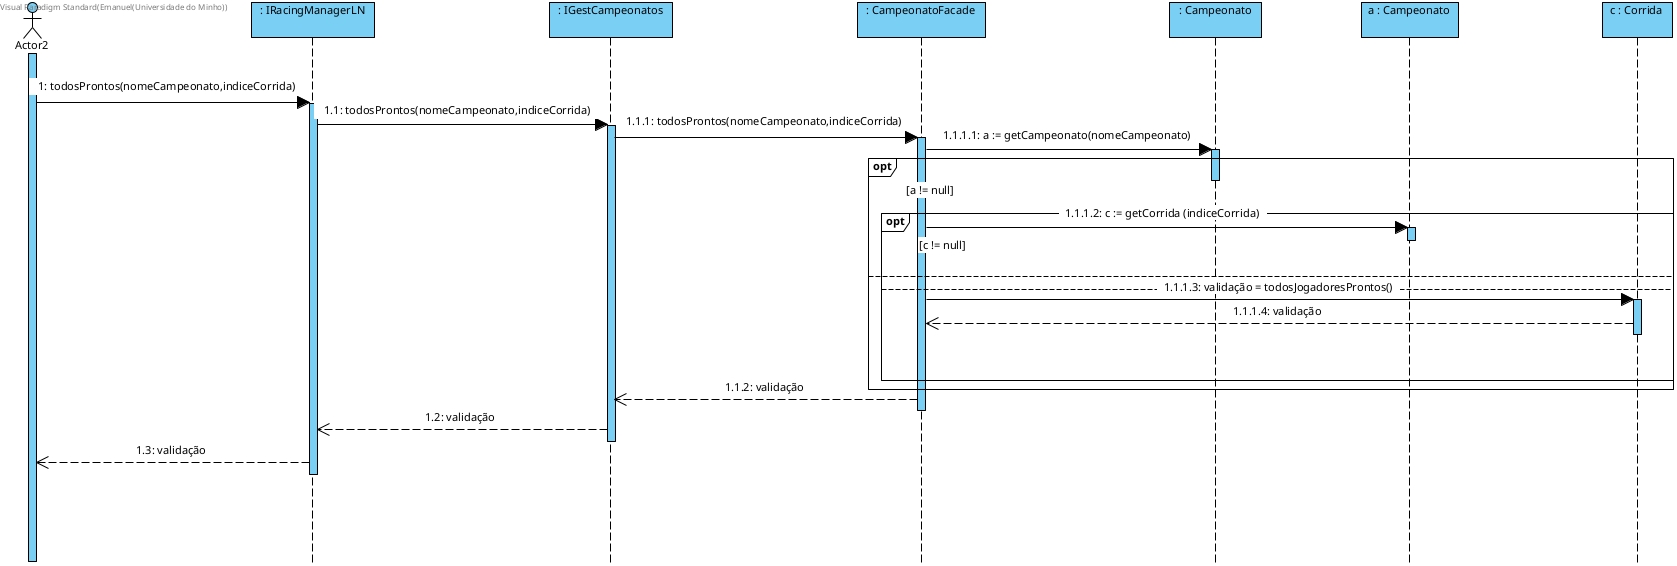 Visual Paradigm Standard(Emanuel(Universidade do Minho))
Actor2
: IRacingManagerLN
: IGestCampeonatos
: CampeonatoFacade
: Campeonato
a : Campeonato
c : Corrida
1: todosProntos(nomeCampeonato,indiceCorrida)
1.1: todosProntos(nomeCampeonato,indiceCorrida)
1.1.1: todosProntos(nomeCampeonato,indiceCorrida)
1.1.1.1: a := getCampeonato(nomeCampeonato)
opt
[a != null]
1.1.1.2: c := getCorrida (indiceCorrida)
opt
[c != null]
1.1.1.3: validação = todosJogadoresProntos()
1.1.1.4: validação
1.1.2: validação
1.2: validação
1.3: validação